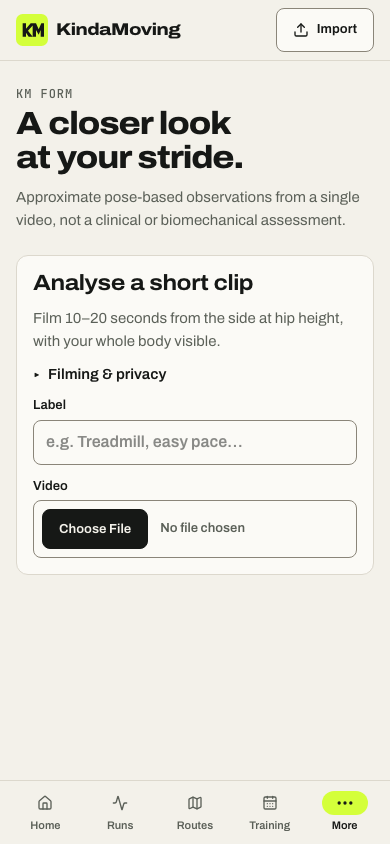 KM KindaMoving
Import
KM FORM
A closer look
at your stride.
Approximate pose-based observations from a single
video, not a clinical or biomechanical assessment.
Analyse a short clip
Film 10–20 seconds from the side at hip height,
with your whole body visible.
Filming & privacy
Label
e.g. Treadmill, easy pace…
Video
Choose File No file chosen
Home Runs Routes Training More